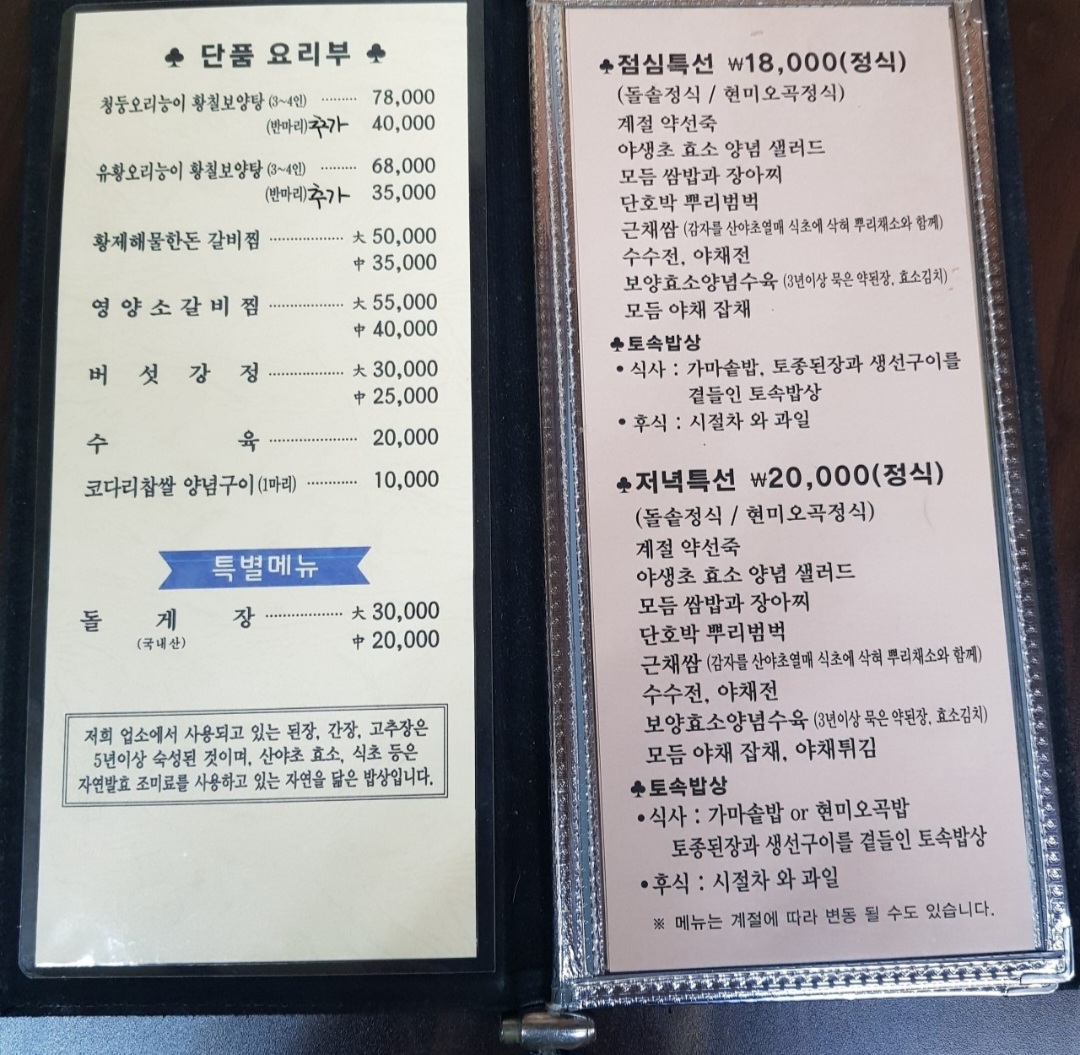 ♣ 단품 요리부 ♣
청둥오리능이 황칠보양탕 (3~4인) ········ 78,000
(반마리)추가 40,000
유황오리능이 황칠보양탕 (3~4인) ········ 68,000
(반마리)추가 35,000
황제해물한돈 갈비찜 ················ 大 50,000
中 35,000
영양소갈비찜 ················ 大 55,000
中 40,000
버섯강정 ················ 大 30,000
中 25,000
수육 ················ 20,000
코다리찹쌀 양념구이(1마리) ·········· 10,000
특별메뉴
돌게장 ·············· 大 30,000
(국내산) 中 20,000
저희 업소에서 사용되고 있는 된장, 간장, 고추장은
5년이상 숙성된 것이며, 산야초 효소, 식초 등은
자연발효 조미료를 사용하고 있는 자연을 닮은 밥상입니다.
♣점심특선 ₩18,000(정식)
(돌솥정식 / 현미오곡정식)
계절 약선죽
야생초 효소 양념 샐러드
모듬 쌈밥과 장아찌
단호박 뿌리범벅
근채쌈 (감자를 산야초열매 식초에 삭혀 뿌리채소와 함께)
수수전, 야채전
보양효소양념수육 (3년이상 묵은 약된장, 효소김치)
모듬 야채 잡채
♣토속밥상
• 식사 : 가마솥밥, 토종된장과 생선구이를
곁들인 토속밥상
• 후식 : 시절차 와 과일
♣저녁특선 ₩20,000(정식)
(돌솥정식 / 현미오곡정식)
계절 약선죽
야생초 효소 양념 샐러드
모듬 쌈밥과 장아찌
단호박 뿌리범벅
근채쌈 (감자를 산야초열매 식초에 삭혀 뿌리채소와 함께)
수수전, 야채전
보양효소양념수육 (3년이상 묵은 약된장, 효소김치)
모듬 야채 잡채, 야채튀김
♣토속밥상
• 식사 : 가마솥밥 or 현미오곡밥
토종된장과 생선구이를 곁들인 토속밥상
• 후식 : 시절차 와 과일
※ 메뉴는 계절에 따라 변동 될 수도 있습니다.